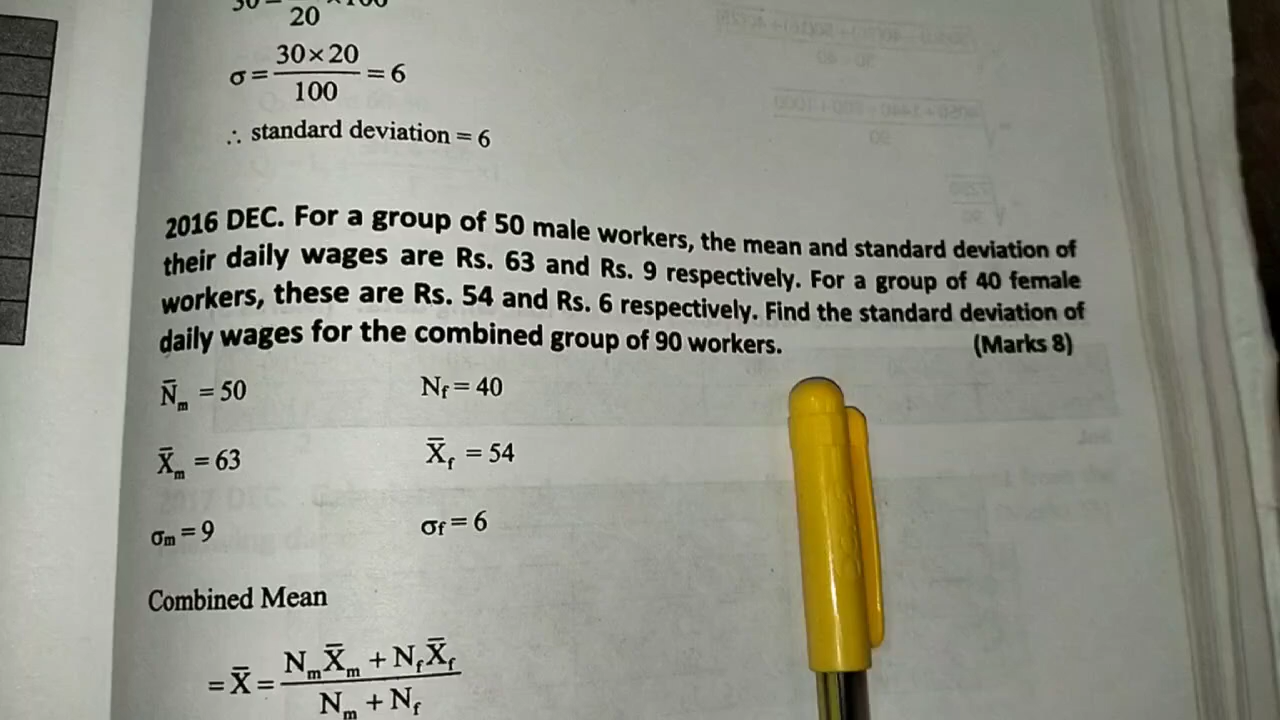 20
σ = 30 × 20 / 100 = 6
∴ standard deviation = 6
2016 DEC. For a group of 50 male workers, the mean and standard deviation of
their daily wages are Rs. 63 and Rs. 9 respectively. For a group of 40 female
workers, these are Rs. 54 and Rs. 6 respectively. Find the standard deviation of
daily wages for the combined group of 90 workers. (Marks 8)
N̄m = 50 Nf = 40
X̄m = 63 X̄f = 54
σm = 9 σf = 6
Combined Mean
= X̄ = NmX̄m + NfX̄f / Nm + Nf